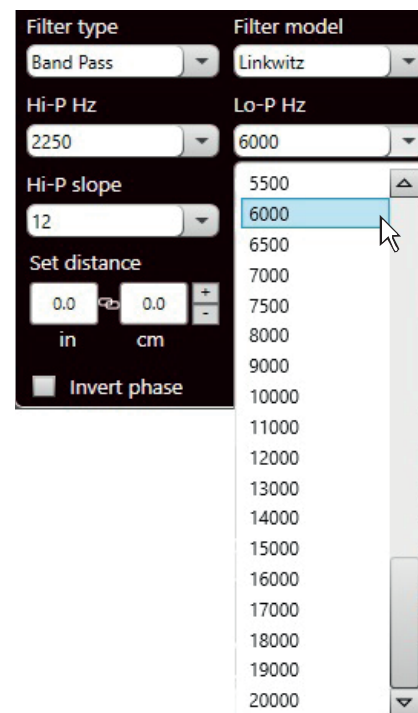 Filter type Filter model
Band Pass Linkwitz
Hi-P Hz Lo-P Hz
2250 6000
Hi-P slope
12
Set distance
0.0 0.0 +
-
in cm
Invert phase
5500
6000
6500
7000
7500
8000
9000
10000
11000
12000
13000
14000
15000
16000
17000
18000
19000
20000